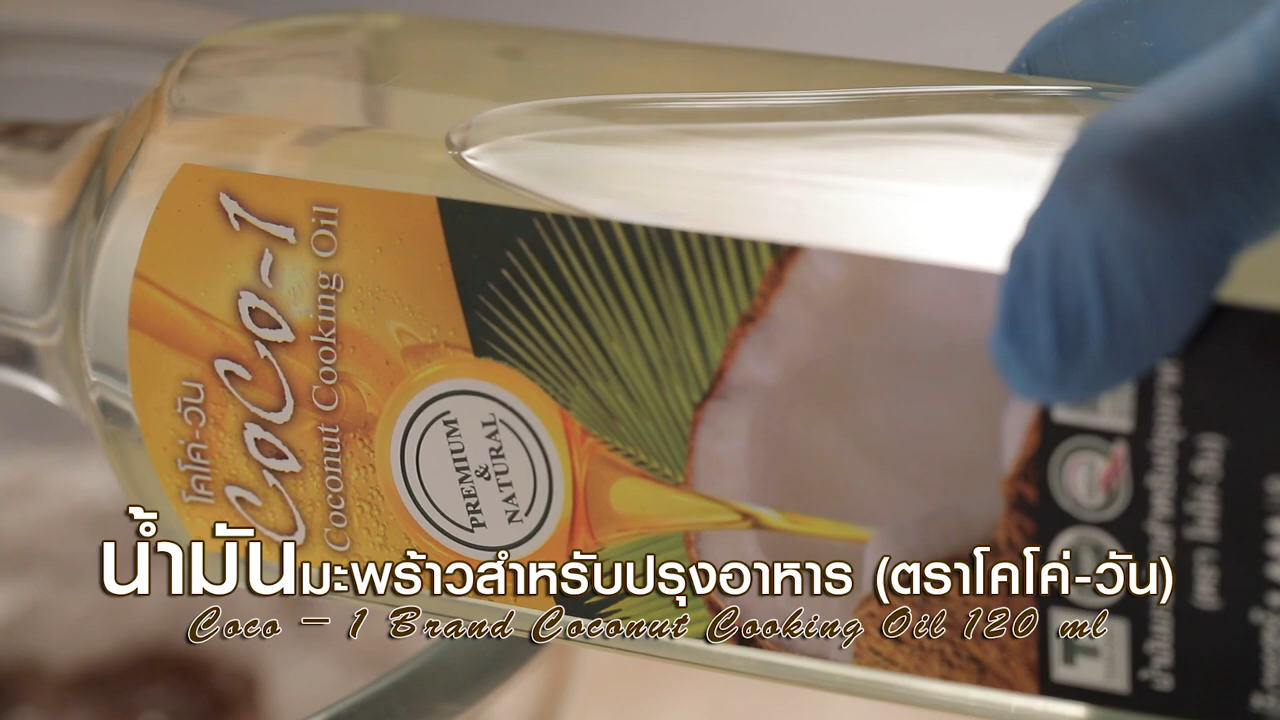 โคโค่-วัน
CoCo-1
Coconut Cooking Oil
PREMIUM
&
NATURAL
น้ำมันมะพร้าวสำหรับปรุงอาหาร (ตราโคโค่-วัน)
Coco – 1 Brand Coconut Cooking Oil 120 ml